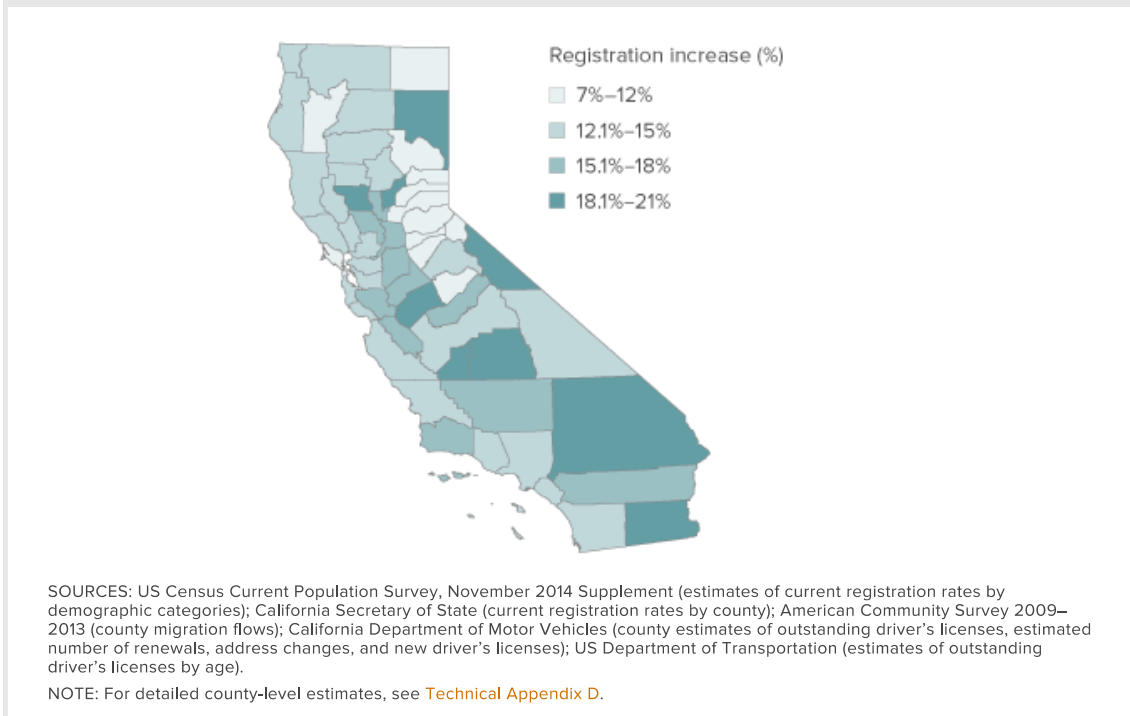 Registration increase (%)
7%–12%
12.1%–15%
15.1%–18%
18.1%–21%
SOURCES: US Census Current Population Survey, November 2014 Supplement (estimates of current registration rates by
demographic categories); California Secretary of State (current registration rates by county); American Community Survey 2009–
2013 (county migration flows); California Department of Motor Vehicles (county estimates of outstanding driver’s licenses, estimated
number of renewals, address changes, and new driver’s licenses); US Department of Transportation (estimates of outstanding
driver’s licenses by age).
NOTE: For detailed county-level estimates, see Technical Appendix D.